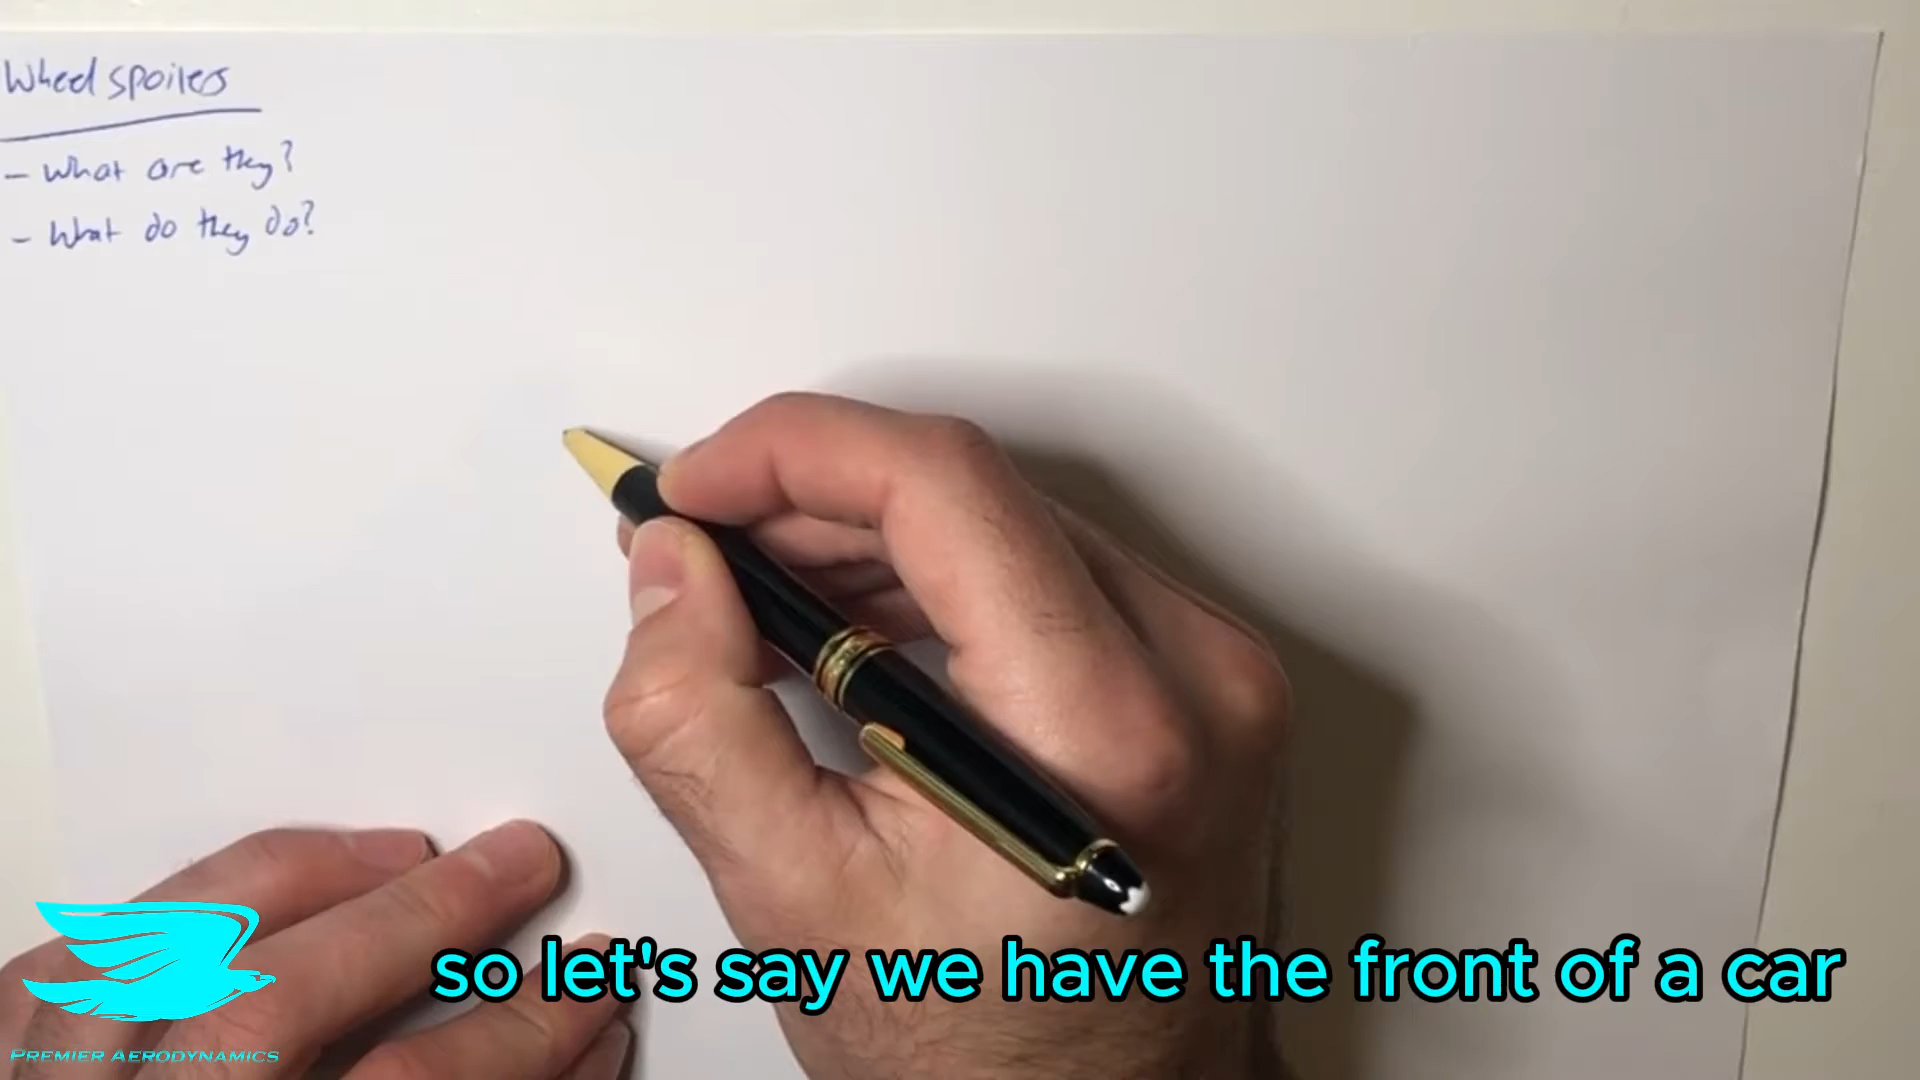 Wheel spoilers
- What are they?
- What do they do?
so let's say we have the front of a car
PREMIER AERODYNAMICS